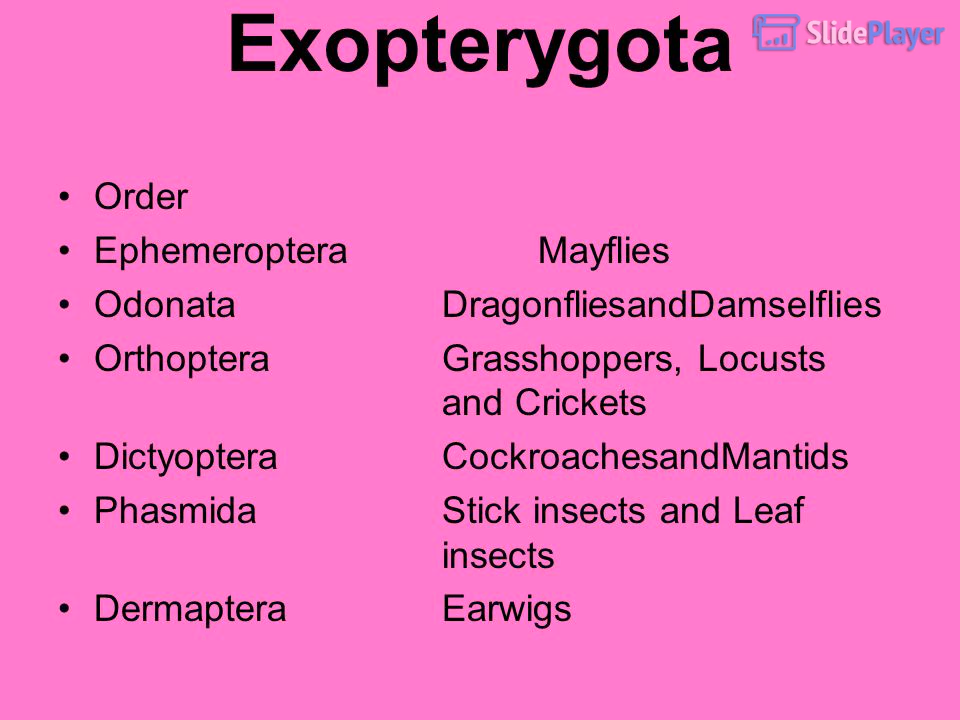 Exopterygota
SlidePlayer
• Order
• Ephemeroptera Mayflies
• Odonata DragonfliesandDamselflies
• Orthoptera Grasshoppers, Locusts
and Crickets
• Dictyoptera CockroachesandMantids
• Phasmida Stick insects and Leaf
insects
• Dermaptera Earwigs